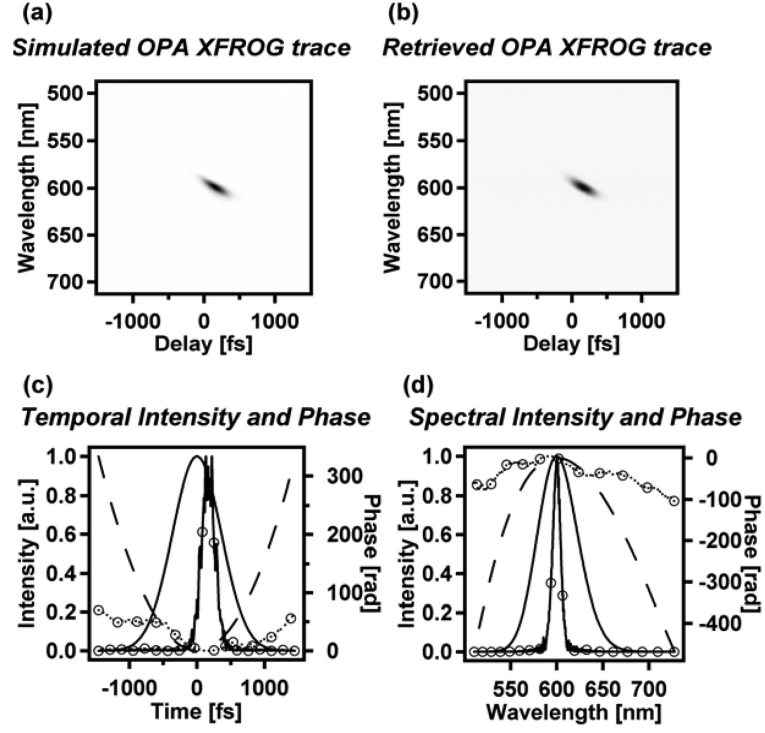 (a)
Simulated OPA XFROG trace
Wavelength [nm]
500
550
600
650
700
-1000
0
1000
Delay [fs]
(b)
Retrieved OPA XFROG trace
Wavelength [nm]
500
550
600
650
700
-1000
0
1000
Delay [fs]
(c)
Temporal Intensity and Phase
Intensity [a.u.]
1.0
0.8
0.6
0.4
0.2
0.0
300
200
100
0
Phase [rad]
-1000
0
1000
Time [fs]
(d)
Spectral Intensity and Phase
Intensity [a.u.]
1.0
0.8
0.6
0.4
0.2
0.0
0
-100
-200
-300
-400
Phase [rad]
550
600
650
700
Wavelength [nm]